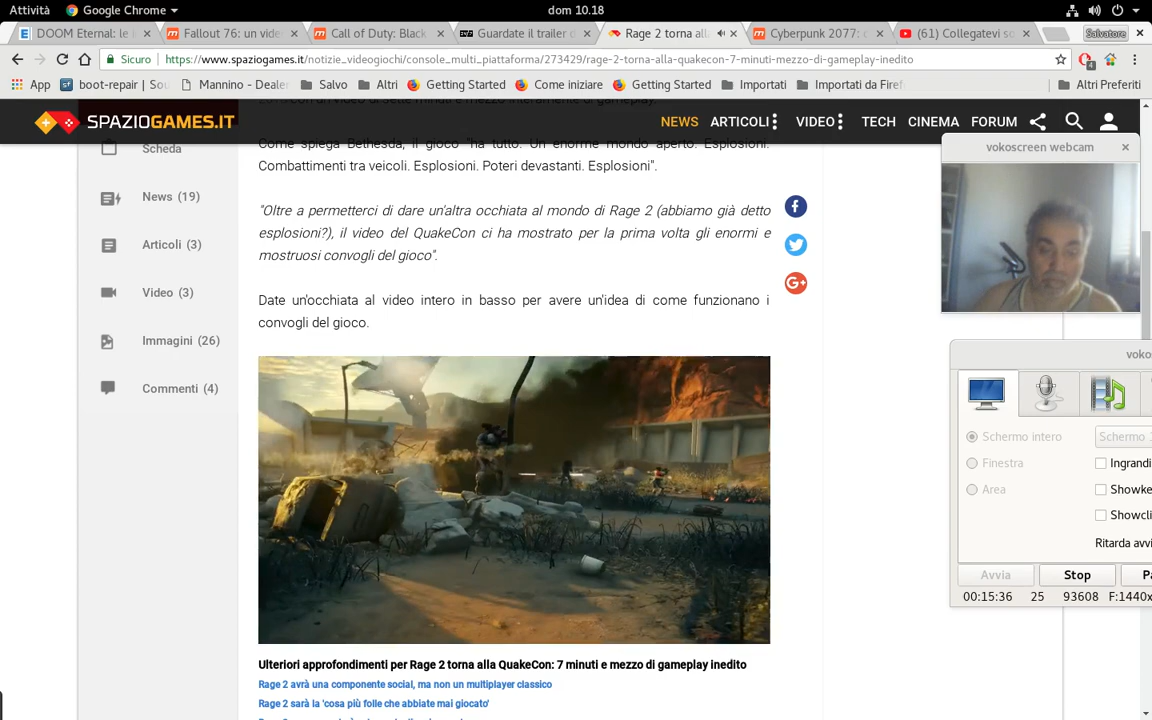 Attività
Google Chrome
dom 10.18
DOOM Eternal: le i
Fallout 76: un vide
Call of Duty: Black
Guardate il trailer d
Rage 2 torna all
Cyberpunk 2077: c
(61) Collegatevi so
Salvatore
Sicuro
https://www.spaziogames.it/notizie_videogiochi/console_multi_piattaforma/273429/rage-2-torna-alla-quakecon-7-minuti-mezzo-di-gameplay-inedito
App
boot-repair | Sou
Mannino - Dealer
Salvo
Altri
Getting Started
Come iniziare
Getting Started
Importati
Importati da Firef
Altri Preferiti
SPAZIOGAMES.IT
NEWS
ARTICOLI
VIDEO
TECH
CINEMA
FORUM
Scheda
News (19)
Articoli (3)
Video (3)
Immagini (26)
Commenti (4)
Come spiega Bethesda, il gioco "ha tutto. Un enorme mondo aperto. Esplosioni.
Combattimenti tra veicoli. Esplosioni. Poteri devastanti. Esplosioni".
"Oltre a permetterci di dare un'altra occhiata al mondo di Rage 2 (abbiamo già detto
esplosioni?), il video del QuakeCon ci ha mostrato per la prima volta gli enormi e
mostruosi convogli del gioco".
Date un'occhiata al video intero in basso per avere un'idea di come funzionano i
convogli del gioco.
Ulteriori approfondimenti per Rage 2 torna alla QuakeCon: 7 minuti e mezzo di gameplay inedito
Rage 2 avrà una componente social, ma non un multiplayer classico
Rage 2 sarà la 'cosa più folle che abbiate mai giocato'
vokoscreen webcam
voko
Schermo intero
Schermo 1
Finestra
Ingrandi
Area
Showke
Showcli
Ritarda avvi
Avvia
Stop
Pa
00:15:36
25
93608
F:1440x